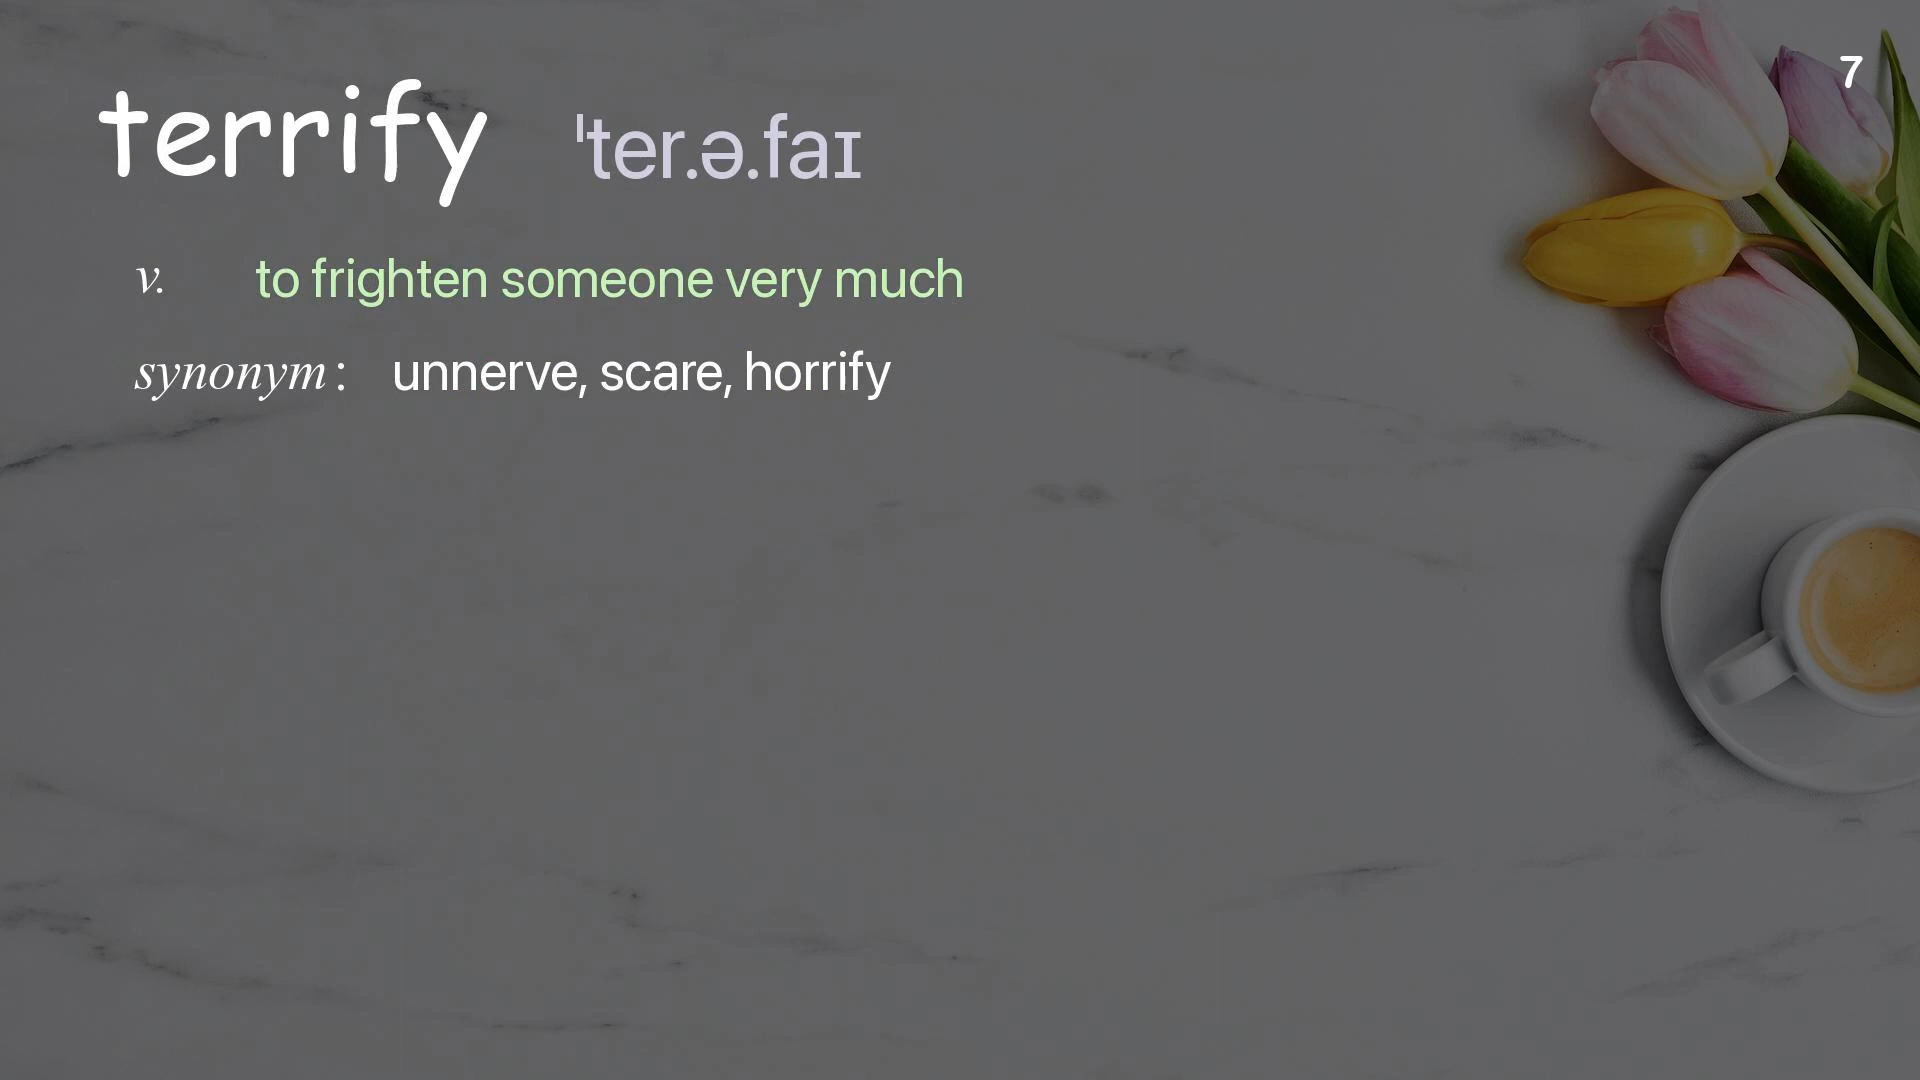 7
terrify ˈter.ə.faɪ
v. to frighten someone very much
synonym : unnerve, scare, horrify